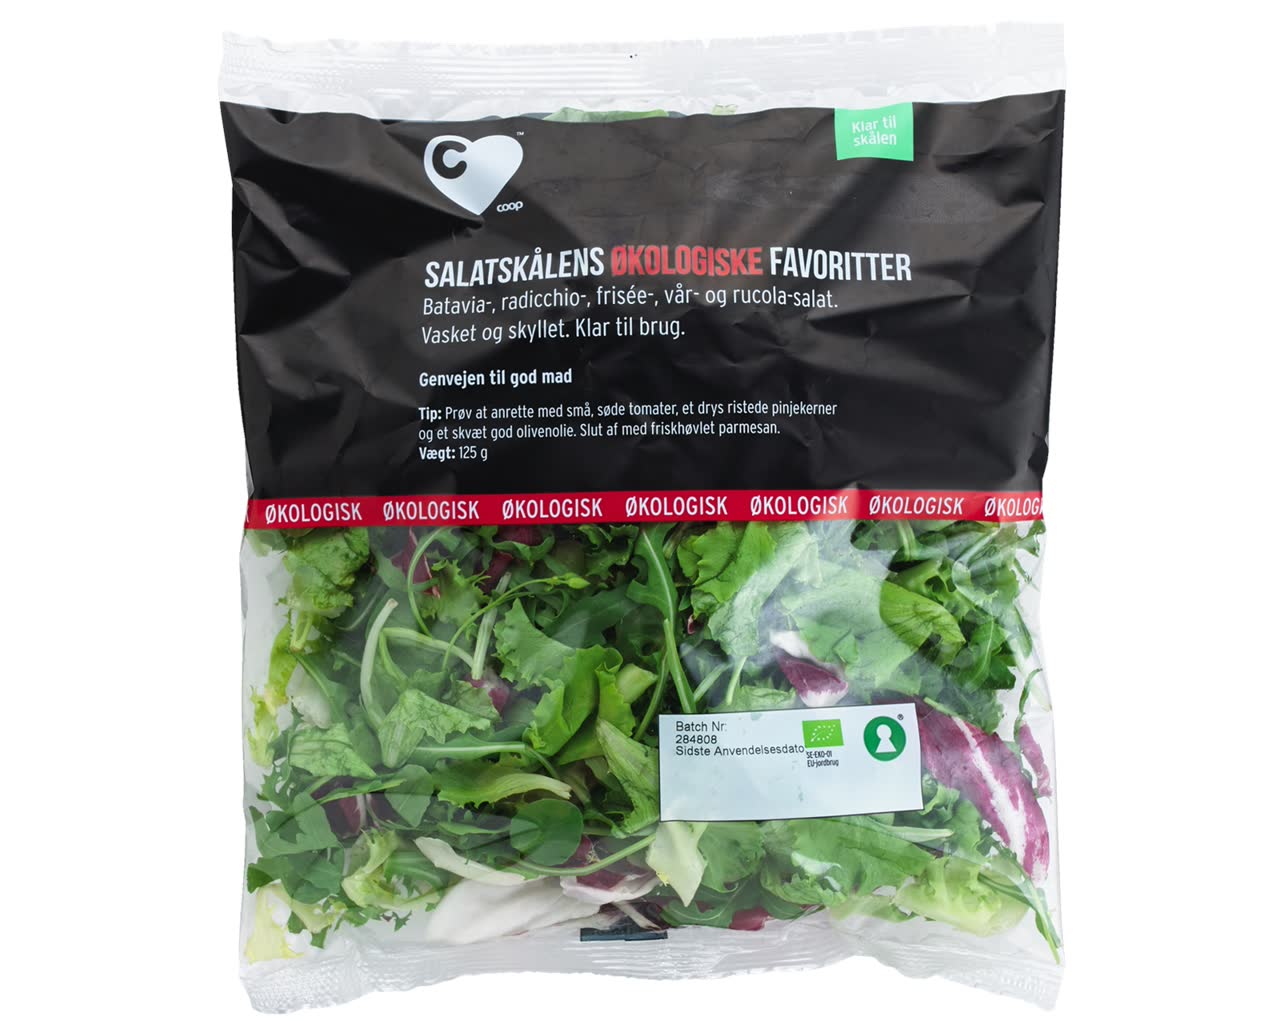 Klar til
skålen
C
™
coop
SALATSKÅLENS ØKOLOGISKE FAVORITTER
Batavia-, radicchio-, frisée-, vår- og rucola-salat.
Vasket og skyllet. Klar til brug.
Genvejen til god mad
Tip: Prøv at anrette med små, søde tomater, et drys ristede pinjekerner
og et skvæt god olivenolie. Slut af med friskhøvlet parmesan.
Vægt: 125 g
ØKOLOGISK ØKOLOGISK ØKOLOGISK ØKOLOGISK ØKOLOGISK ØKOLOGISK ØKOLOGI
Batch Nr:
284808
Sidste Anvendelsesdato
SE-EKO-01
EU-jordbrug
®